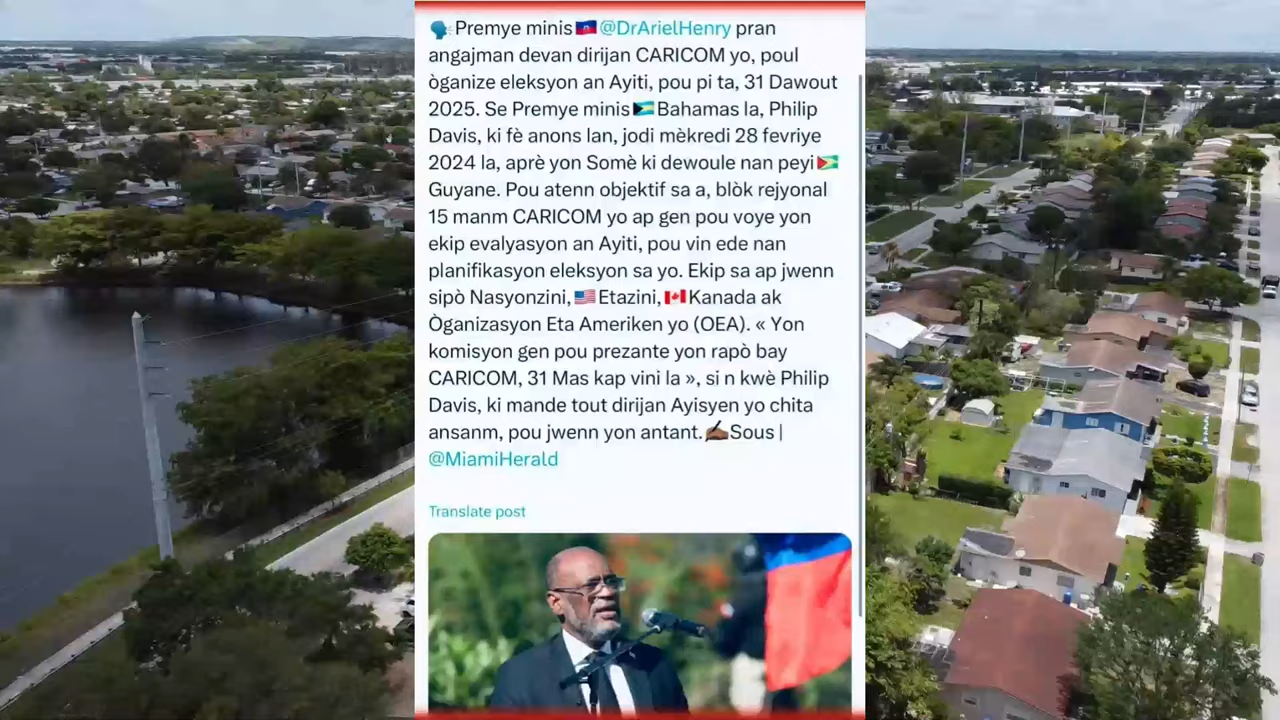 🗣️Premye minis🇭🇹@DrArielHenry pran
angajman devan dirijan CARICOM yo, poul
òganize eleksyon an Ayiti, pou pi ta, 31 Dawout
2025. Se Premye minis🇧🇸Bahamas la, Philip
Davis, ki fè anons lan, jodi mèkredi 28 fevriye
2024 la, aprè yon Somè ki dewoule nan peyi🇬🇾
Guyane. Pou atenn objektif sa a, blòk rejyonal
15 manm CARICOM yo ap gen pou voye yon
ekip evalyasyon an Ayiti, pou vin ede nan
planifikasyon eleksyon sa yo. Ekip sa ap jwenn
sipò Nasyonzini,🇺🇸Etazini,🇨🇦Kanada ak
Òganizasyon Eta Ameriken yo (OEA). « Yon
komisyon gen pou prezante yon rapò bay
CARICOM, 31 Mas kap vini la », si n kwè Philip
Davis, ki mande tout dirijan Ayisyen yo chita
ansanm, pou jwenn yon antant.✍🏾Sous |
@MiamiHerald
Translate post